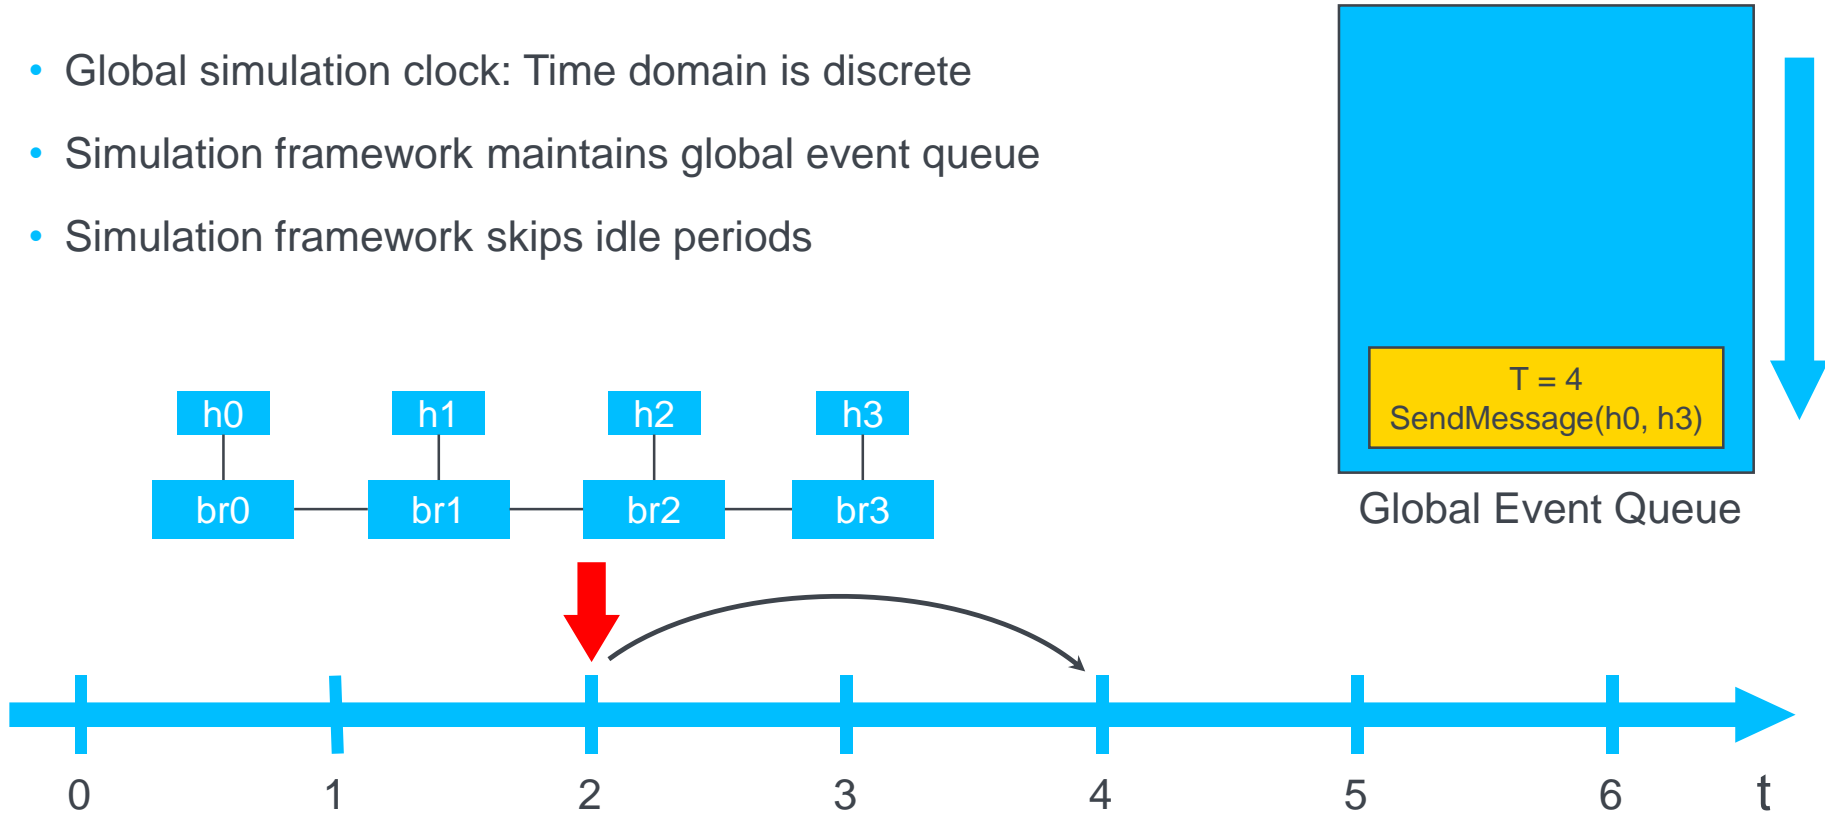 • Global simulation clock: Time domain is discrete
• Simulation framework maintains global event queue
• Simulation framework skips idle periods
T = 4
SendMessage(h0, h3)
Global Event Queue
h0 h1 h2 h3
br0 br1 br2 br3
0 1 2 3 4 5 6 t